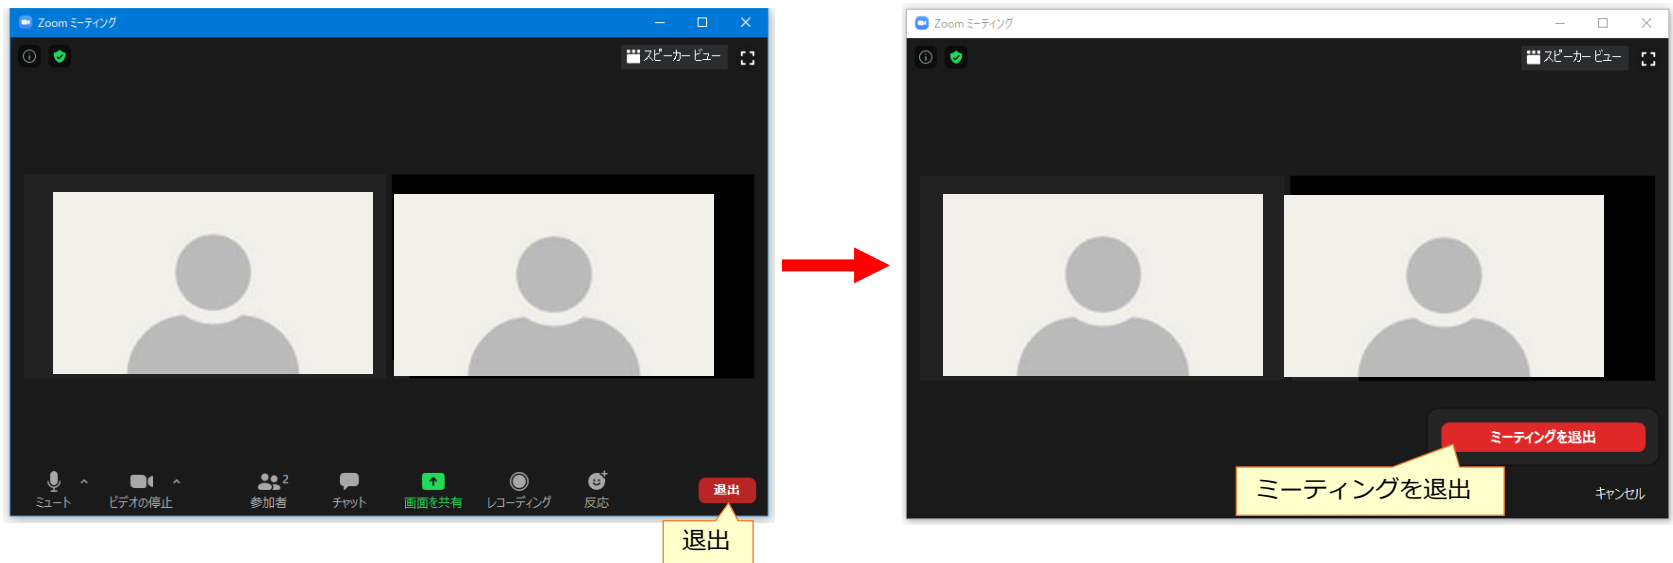 Zoom ミーティング
スピーカー ビュー
2
ミュート
ビデオの停止
参加者
チャット
画面を共有
レコーディング
反応
退出
退出
Zoom ミーティング
スピーカー ビュー
ミーティングを退出
ミーティングを退出
キャンセル